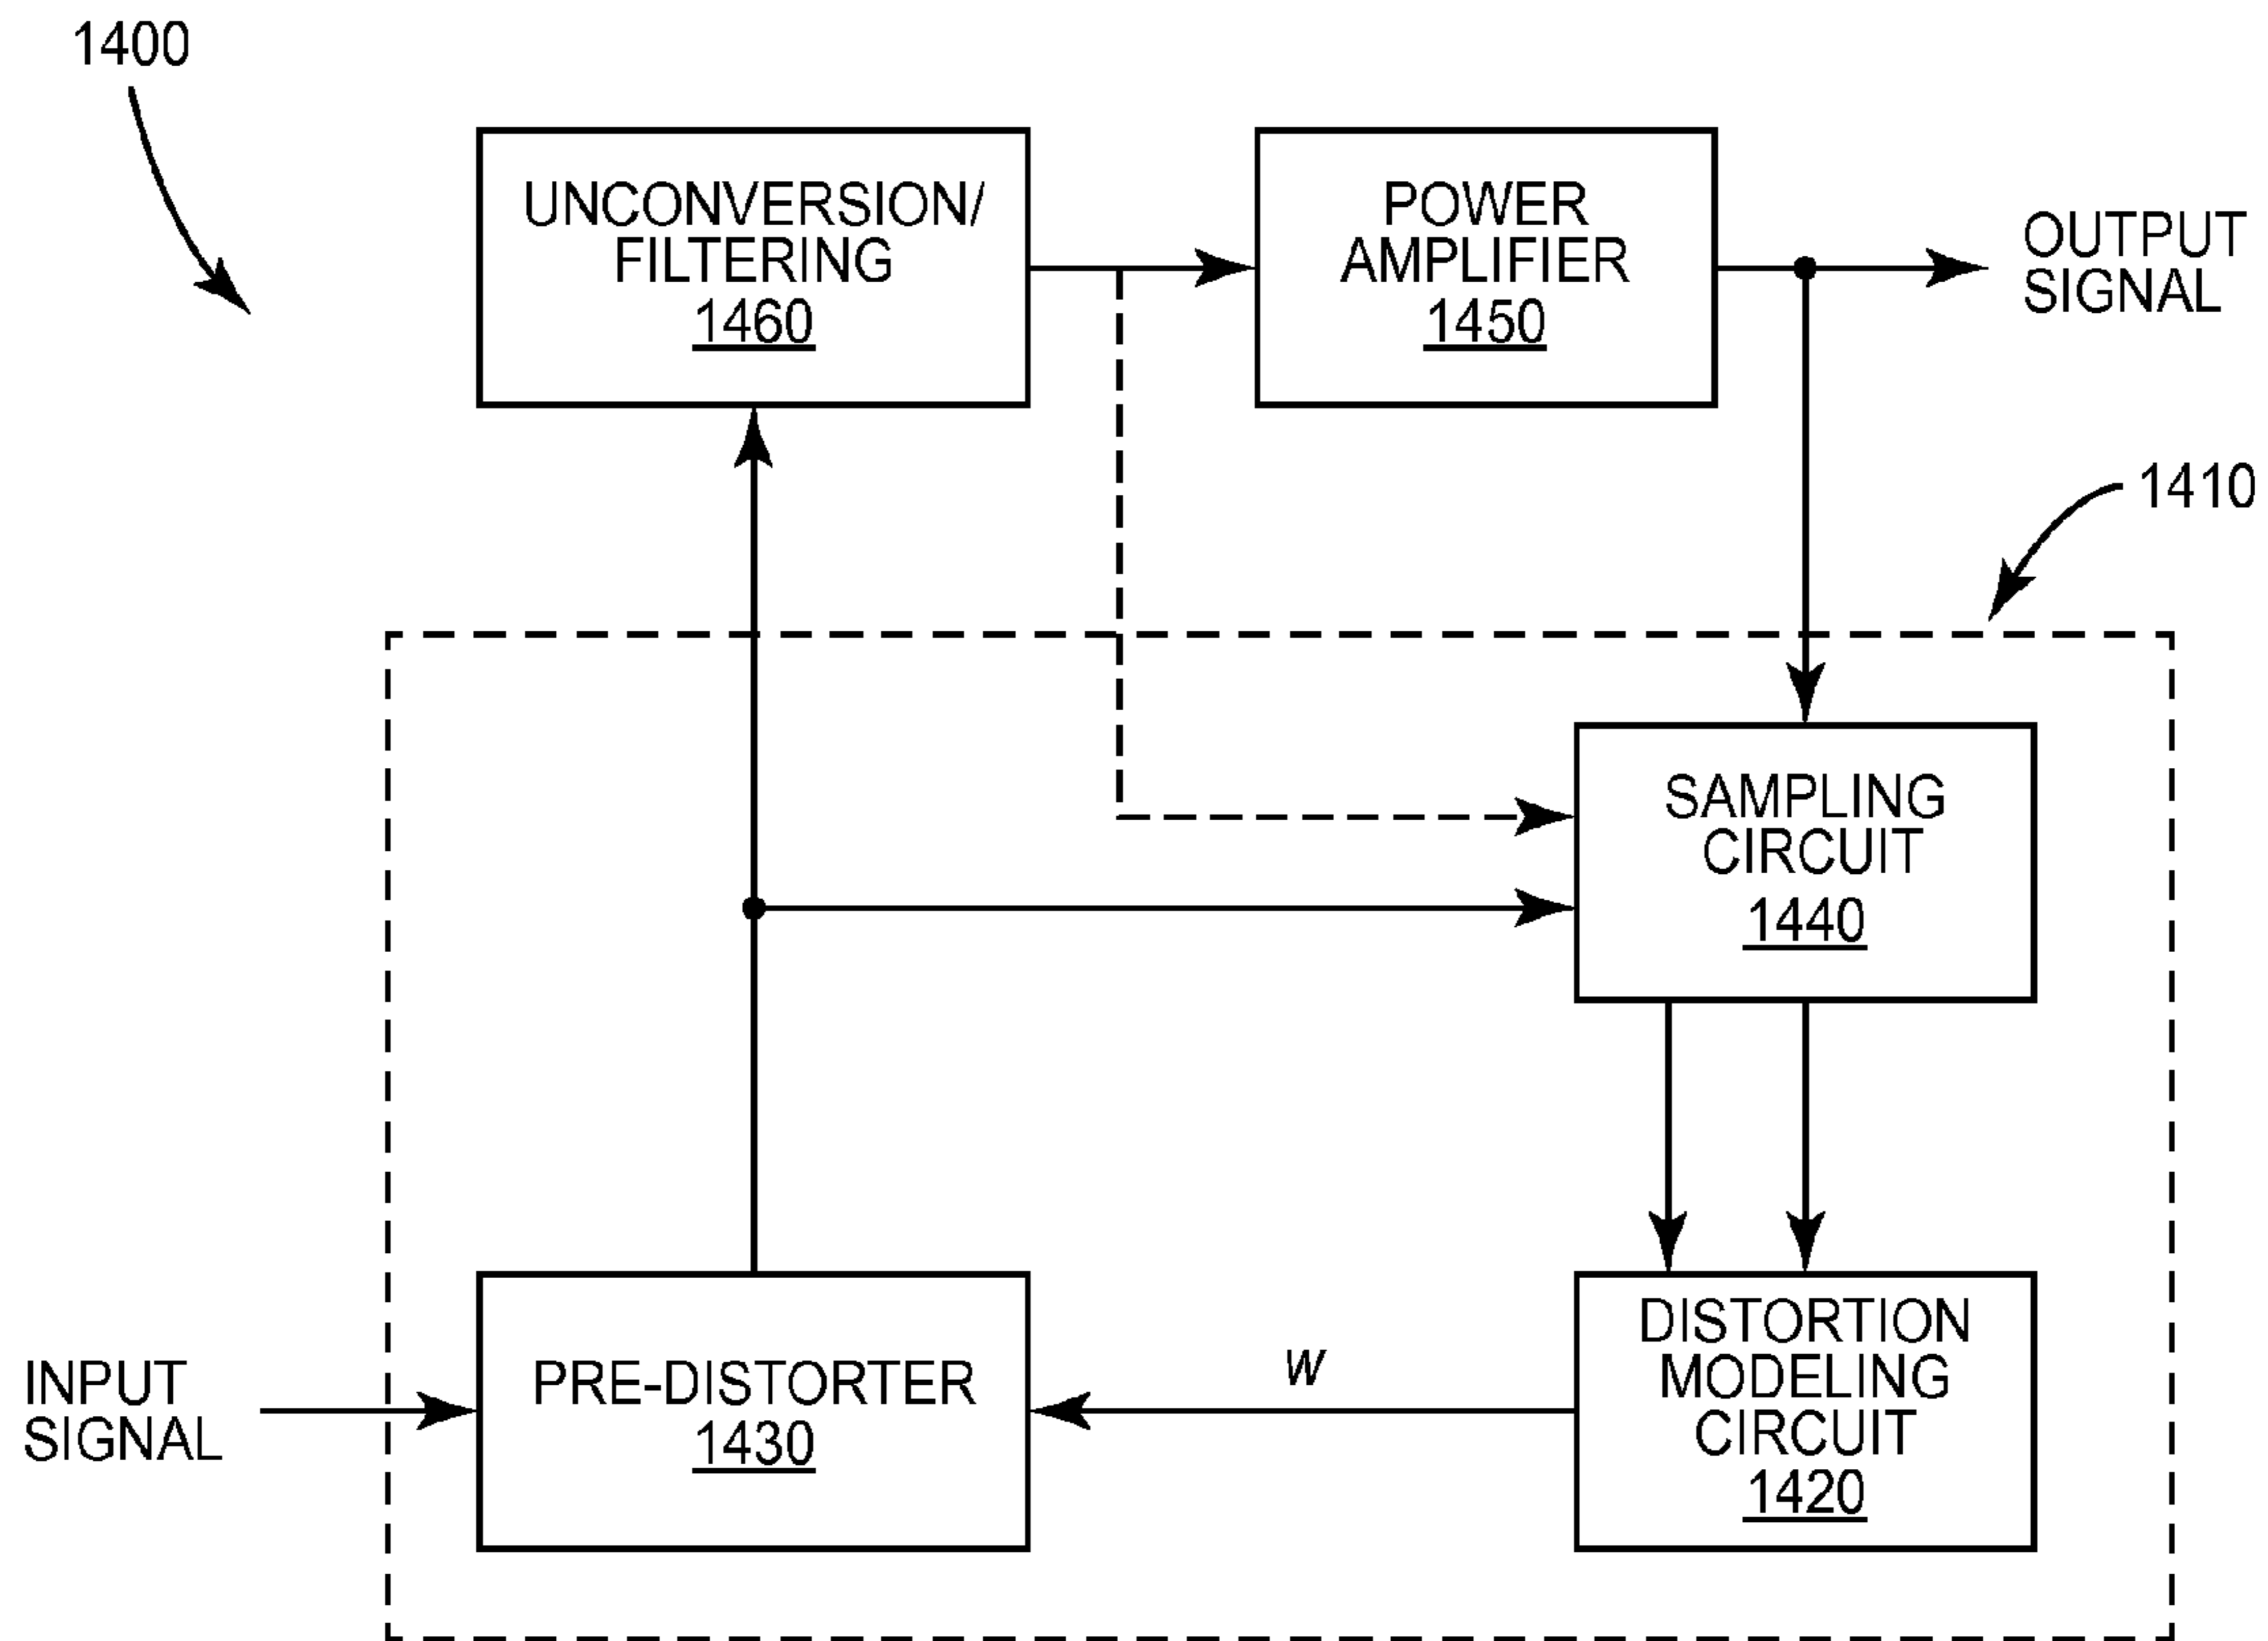 1400
UNCONVERSION/
FILTERING
1460
POWER
AMPLIFIER
1450
OUTPUT
SIGNAL
1410
SAMPLING
CIRCUIT
1440
INPUT
SIGNAL
PRE-DISTORTER
1430
W
DISTORTION
MODELING
CIRCUIT
1420